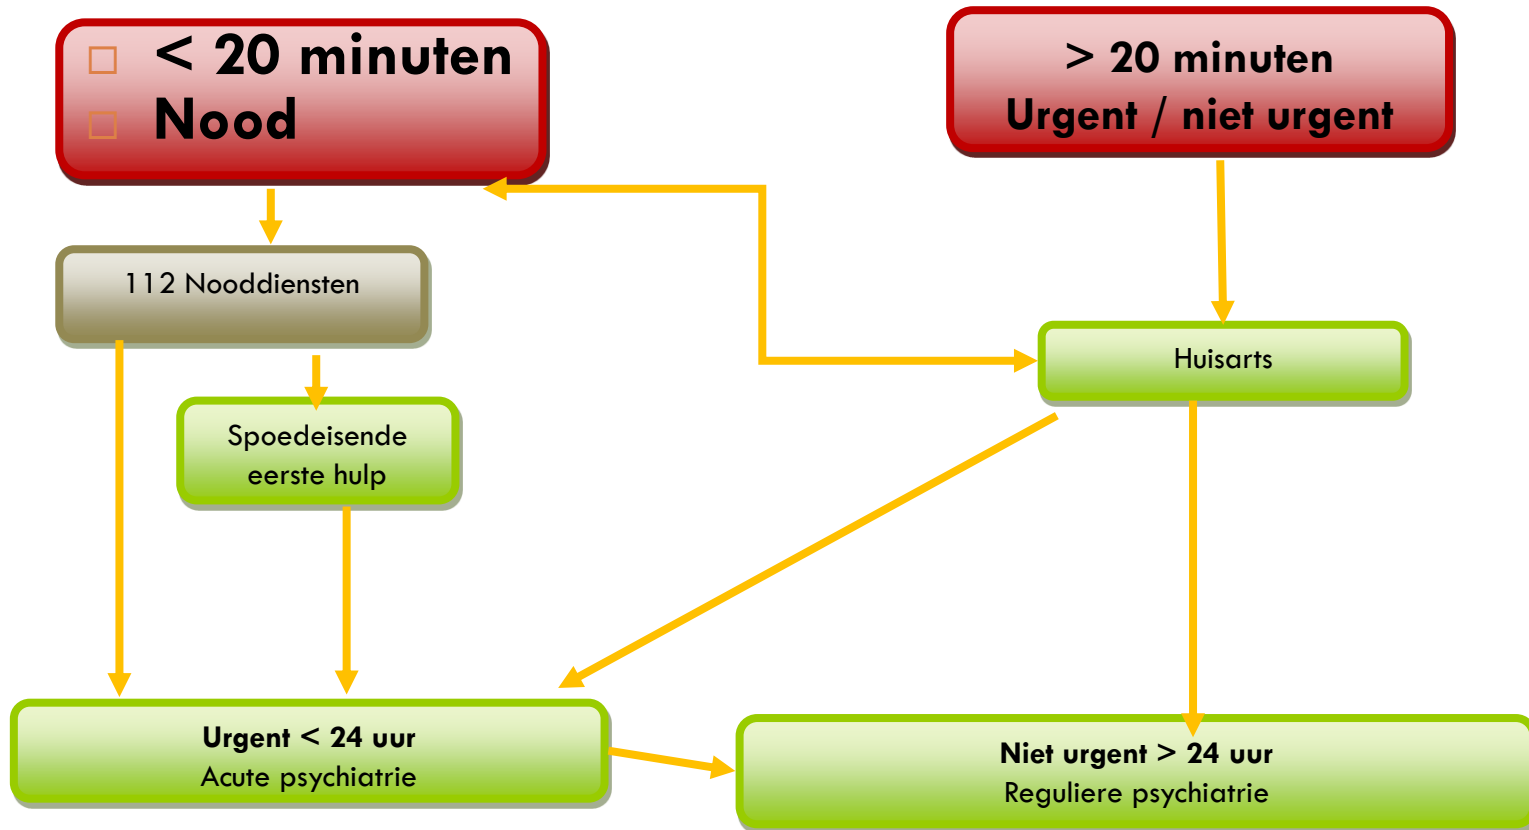 < 20 minuten
Nood
> 20 minuten
Urgent / niet urgent
112 Nooddiensten
Huisarts
Spoedeisende
eerste hulp
Urgent < 24 uur
Acute psychiatrie
Niet urgent > 24 uur
Reguliere psychiatrie